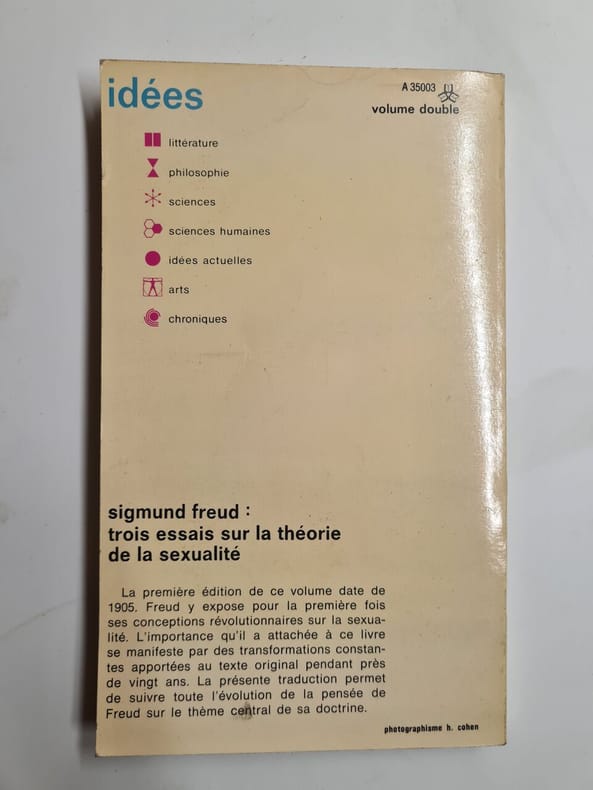 idées
A 35003
volume double
littérature
philosophie
sciences
sciences humaines
idées actuelles
arts
chroniques
sigmund freud :
trois essais sur la théorie
de la sexualité
La première édition de ce volume date de
1905. Freud y expose pour la première fois
ses conceptions révolutionnaires sur la sexua-
lité. L'importance qu'il a attachée à ce livre
se manifeste par des transformations constan-
tes apportées au texte original pendant près
de vingt ans. La présente traduction permet
de suivre toute l'évolution de la pensée de
Freud sur le thème central de sa doctrine.
photographisme h. cohen